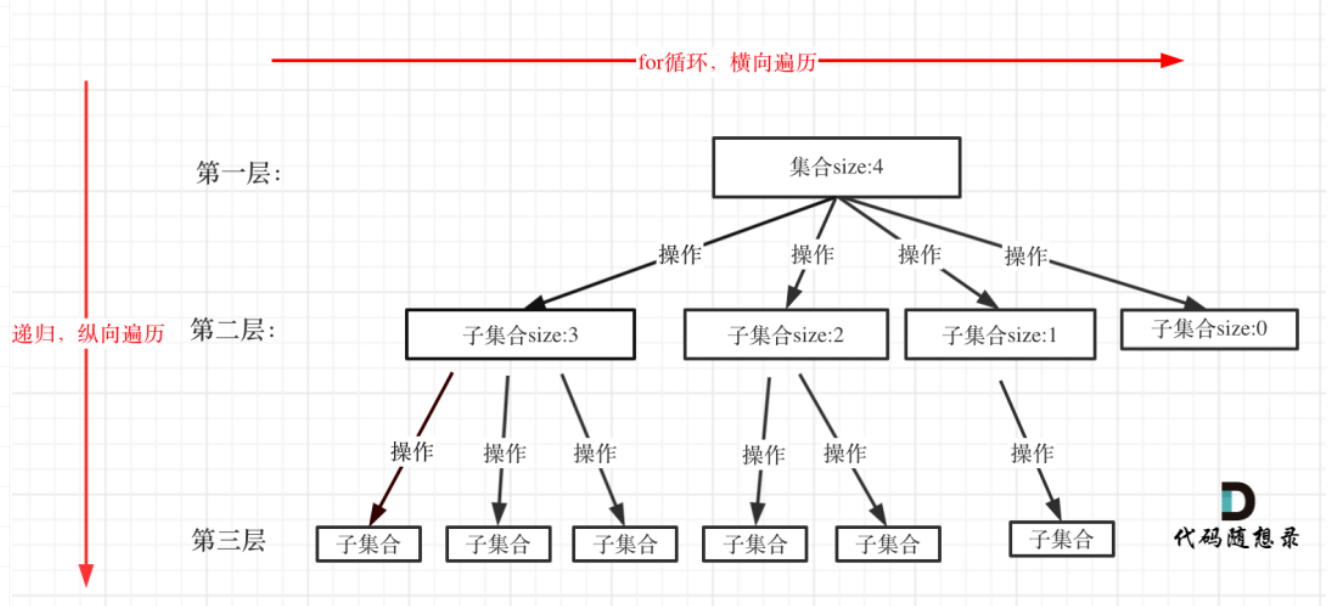 for循环，横向遍历
第一层：
集合size:4
操作
操作
操作
操作
递归，纵向遍历
第二层：
子集合size:3
子集合size:2
子集合size:1
子集合size:0
操作
操作
操作
操作
操作
操作
第三层
子集合
子集合
子集合
子集合
子集合
子集合
代码随想录